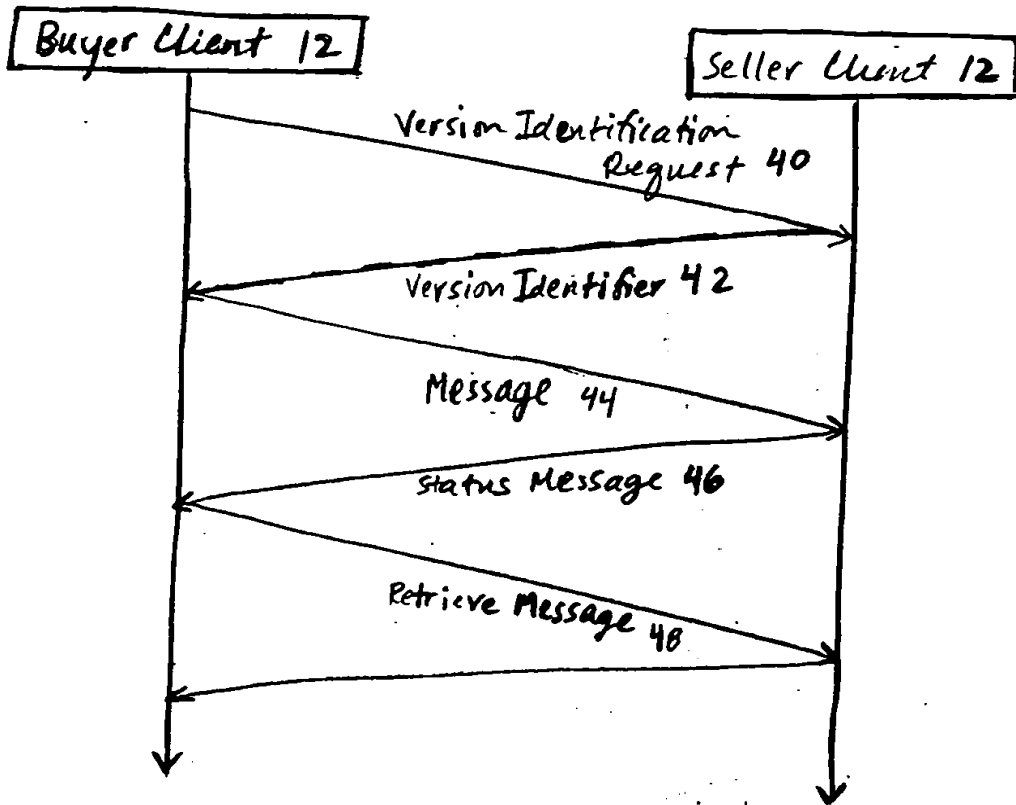 Buyer Client 12
Seller Client 12
Version Identification
Request 40
Version Identifier 42
Message 44
Status Message 46
Retrieve Message 48